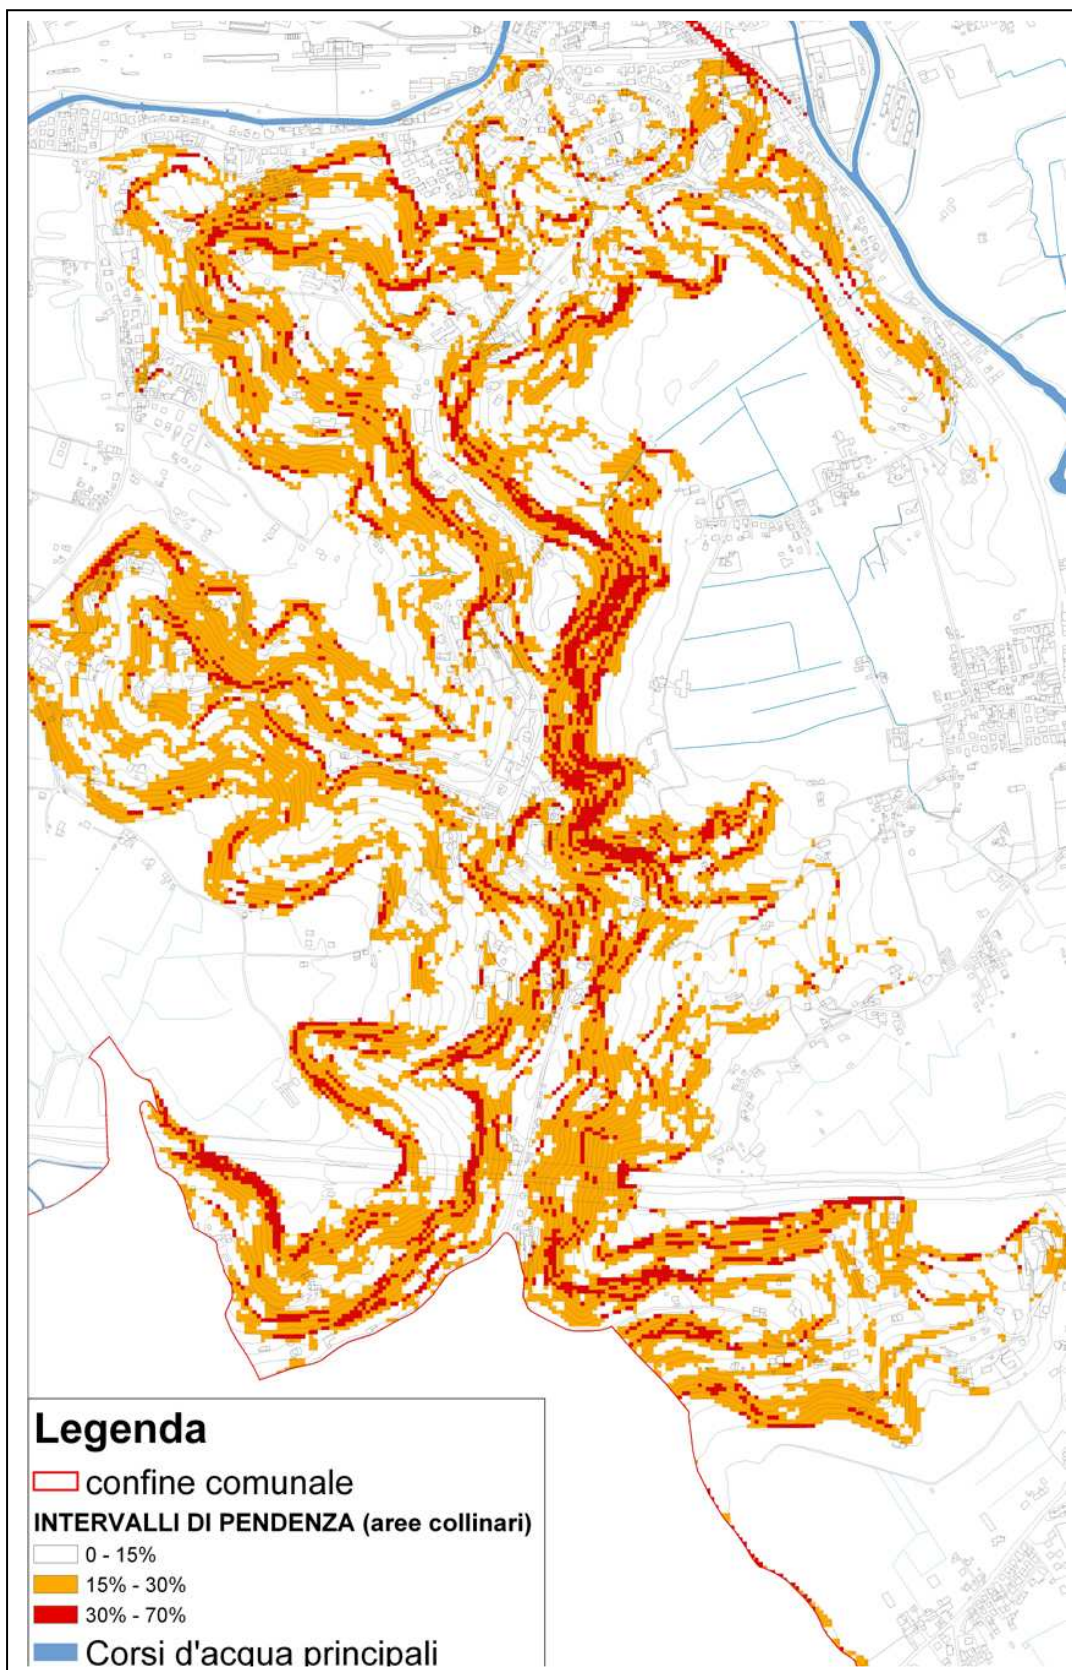 Legenda
confine comunale
INTERVALLI DI PENDENZA (aree collinari)
0 - 15%
15% - 30%
30% - 70%
Corsi d'acqua principali